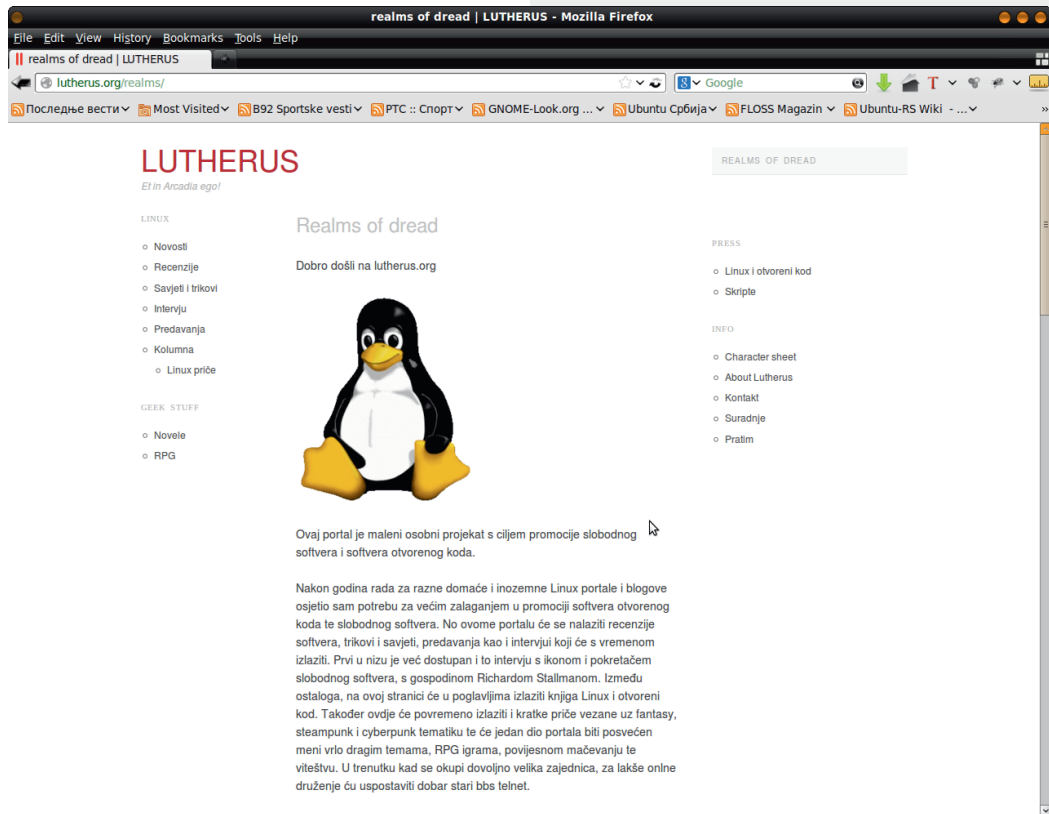 realms of dread | LUTHERUS - Mozilla Firefox
File Edit View History Bookmarks Tools Help
realms of dread | LUTHERUS
lutherus.org/realms/
Google
Последње вести
Most Visited
B92 Sportske vesti
РТС :: Спорт
GNOME-Look.org ...
Ubuntu Србија
FLOSS Magazin
Ubuntu-RS Wiki - ...
»
LUTHERUS
Et in Arcadia ego!
REALMS OF DREAD
LINUX
Novosti
Recenzije
Savjeti i trikovi
Intervju
Predavanja
Kolumna
Linux priče
GEEK STUFF
Novele
RPG
Realms of dread
Dobro došli na lutherus.org
Ovaj portal je maleni osobni projekat s ciljem promocije slobodnog
softvera i softvera otvorenog koda.
Nakon godina rada za razne domaće i inozemne Linux portale i blogove
osjetio sam potrebu za većim zalaganjem u promociji softvera otvorenog
koda te slobodnog softvera. No ovome portalu će se nalaziti recenzije
softvera, trikovi i savjeti, predavanja kao i intervjui koji će s vremenom
izlaziti. Prvi u nizu je već dostupan i to intervju s ikonom i pokretačem
slobodnog softvera, s gospodinom Richardom Stallmanom. Između
ostaloga, na ovoj stranici će u poglavljima izlaziti knjiga Linux i otvoreni
kod. Također ovdje će povremeno izlaziti i kratke priče vezane uz fantasy,
steampunk i cyberpunk tematiku te će jedan dio portala biti posvećen
meni vrlo dragim temama, RPG igrama, povijesnom mačevanju te
viteštvu. U trenutku kad se okupi dovoljno velika zajednica, za lakše onlne
druženje ću uspostaviti dobar stari bbs telnet.
PRESS
Linux i otvoreni kod
Skripte
INFO
Character sheet
About Lutherus
Kontakt
Suradnje
Pratim